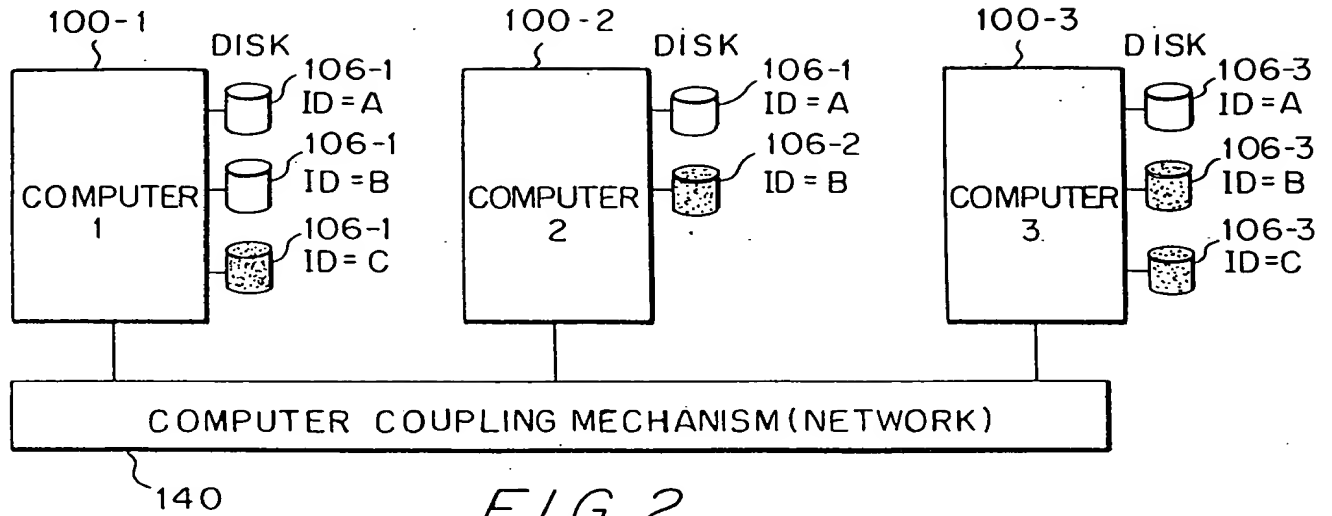 100-1
DISK
100-2
DISK
100-3
DISK
106-1
ID=A
106-1
ID=B
106-1
ID=C
COMPUTER
1
106-1
ID=A
106-2
ID=B
COMPUTER
2
106-3
ID=A
106-3
ID=B
106-3
ID=C
COMPUTER
3
COMPUTER COUPLING MECHANISM (NETWORK)
140
FIG 2